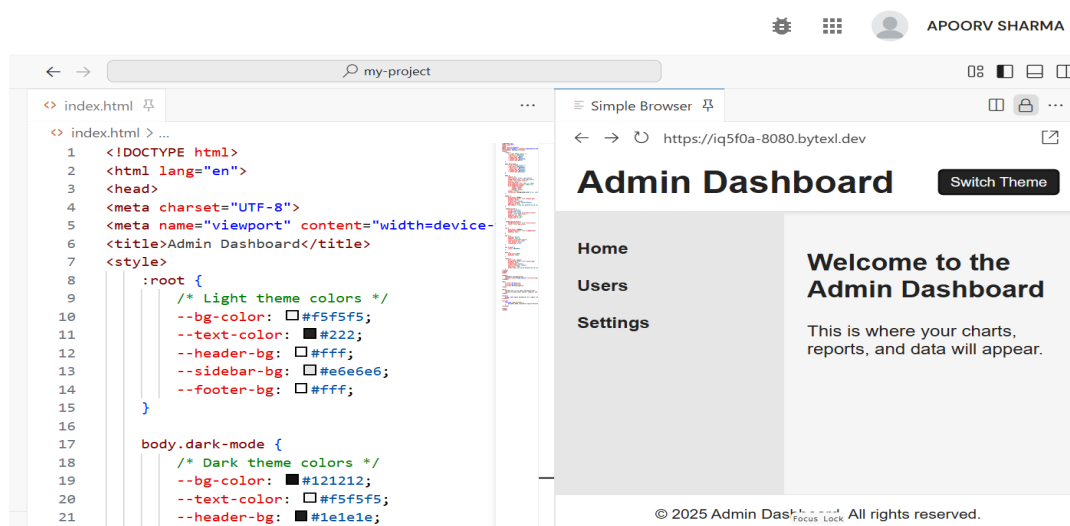 APOORV SHARMA
my-project
index.html
index.html > ...
1 <!DOCTYPE html>
2 <html lang="en">
3 <head>
4 <meta charset="UTF-8">
5 <meta name="viewport" content="width=device-
6 <title>Admin Dashboard</title>
7 <style>
8 :root {
9 /* Light theme colors */
10 --bg-color: #f5f5f5;
11 --text-color: #222;
12 --header-bg: #fff;
13 --sidebar-bg: #e6e6e6;
14 --footer-bg: #fff;
15 }
16
17 body.dark-mode {
18 /* Dark theme colors */
19 --bg-color: #121212;
20 --text-color: #f5f5f5;
21 --header-bg: #1e1e1e;
Simple Browser
https://iq5f0a-8080.bytexl.dev
Admin Dashboard
Switch Theme
Home
Users
Settings
Welcome to the
Admin Dashboard
This is where your charts,
reports, and data will appear.
© 2025 Admin Dashboard. All rights reserved.
Focus Lock